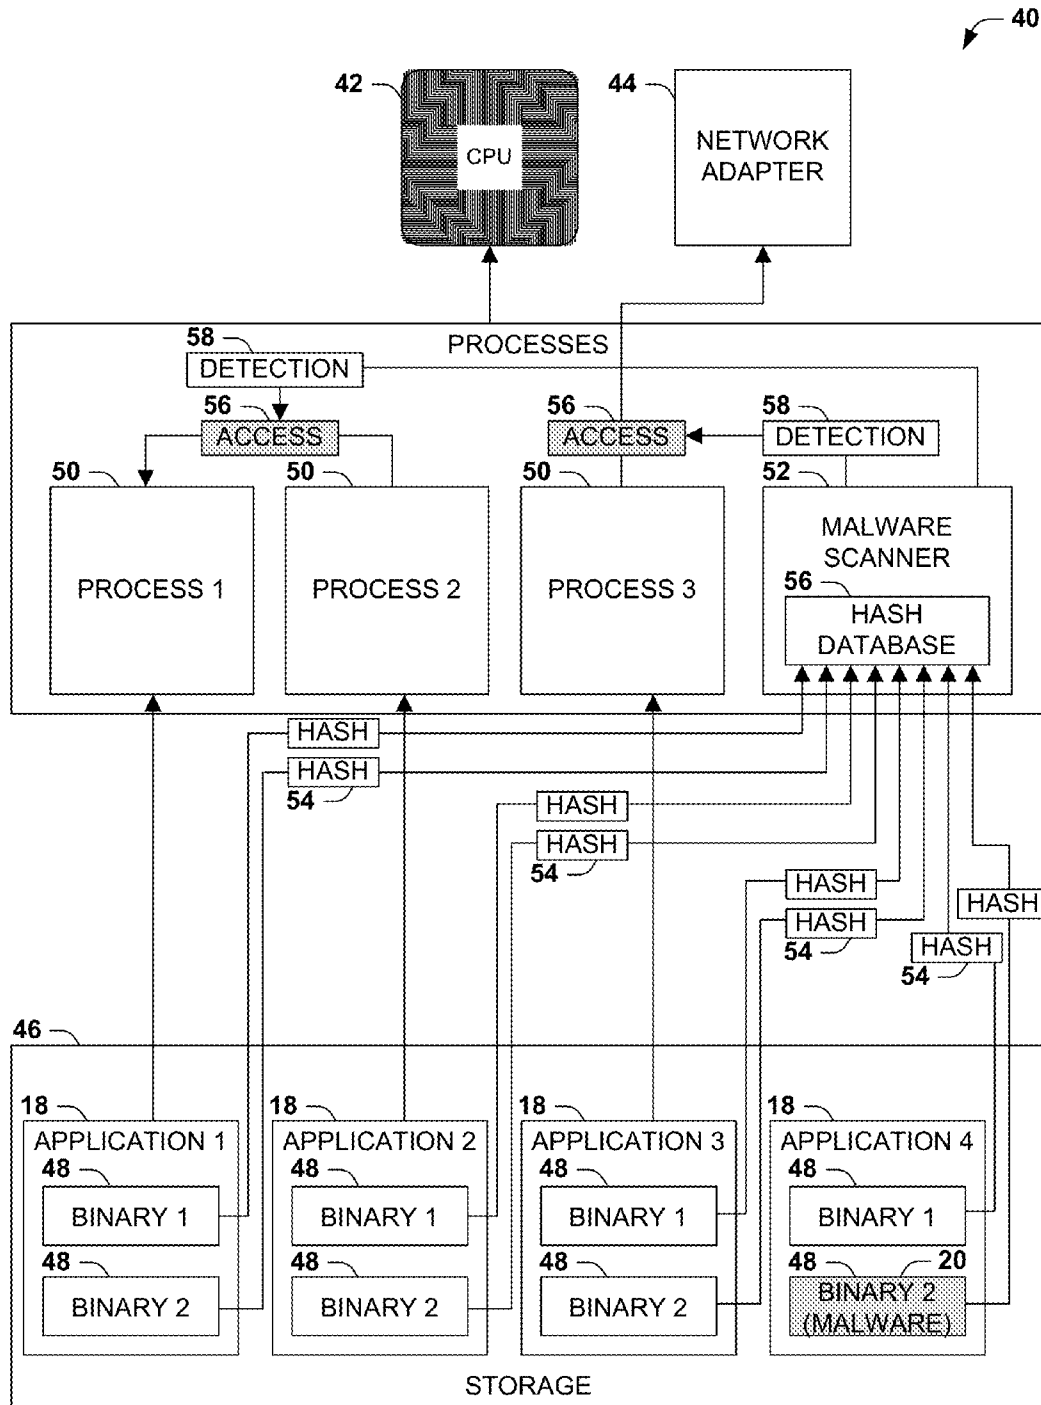 40
42
44
CPU
NETWORK
ADAPTER
PROCESSES
58
DETECTION
56
ACCESS
56
ACCESS
58
DETECTION
50
PROCESS 1
50
PROCESS 2
50
PROCESS 3
52
MALWARE
SCANNER
56
HASH
DATABASE
HASH
HASH
54
HASH
HASH
54
HASH
HASH
54
HASH
HASH
54
46
18
APPLICATION 1
48
BINARY 1
48
BINARY 2
18
APPLICATION 2
48
BINARY 1
48
BINARY 2
18
APPLICATION 3
48
BINARY 1
48
BINARY 2
18
APPLICATION 4
48
BINARY 1
48
20
BINARY 2
(MALWARE)
STORAGE